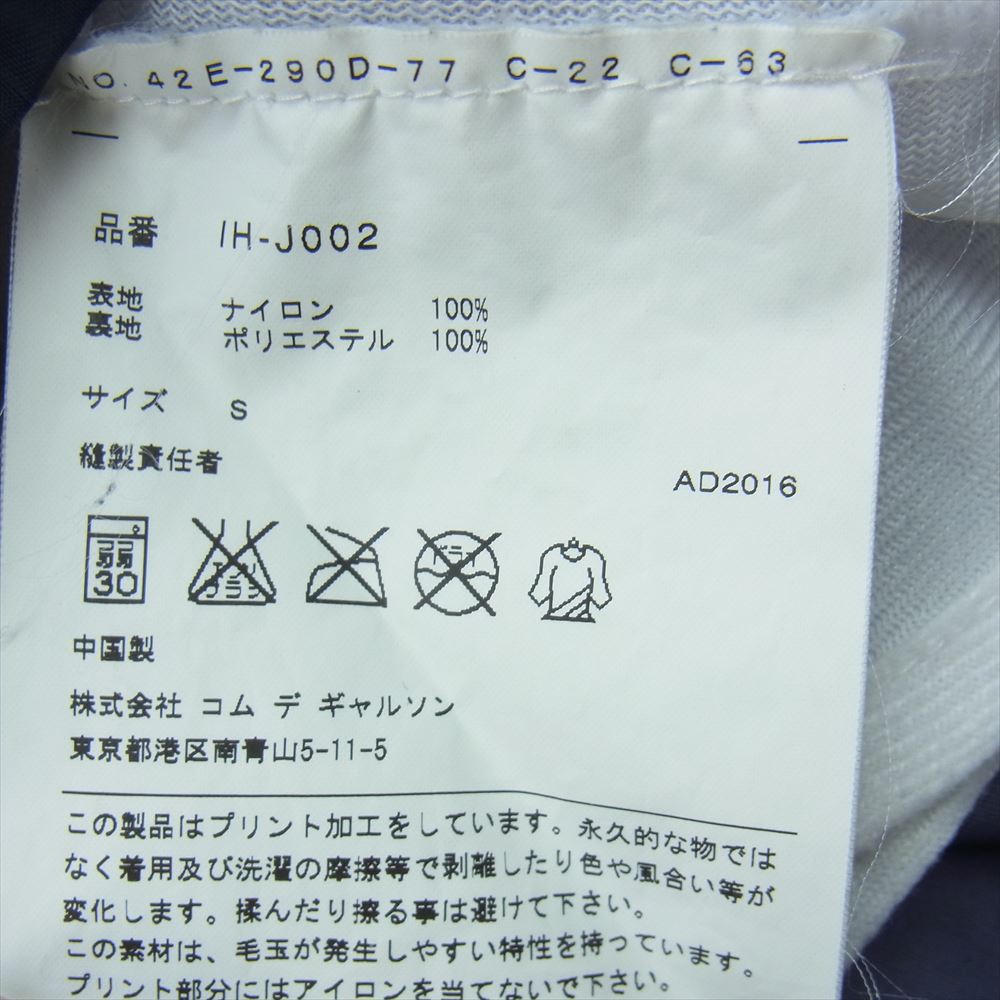 NO. 42E-290D-77 C-22 C-63
品番 IH-J002
表地 ナイロン 100%
裏地 ポリエステル 100%
サイズ S
縫製責任者
AD2016
弱 30
エンソ サラシ
ドライ
中国製
株式会社 コム デ ギャルソン
東京都港区南青山5-11-5
この製品はプリント加工をしています。永久的な物では
なく着用及び洗濯の摩擦等で剥離したり色や風合い等が
変化します。揉んだり擦る事は避けて下さい。
この素材は、毛玉が発生しやすい特性を持っています。
プリント部分にはアイロンを当てないで下さい。